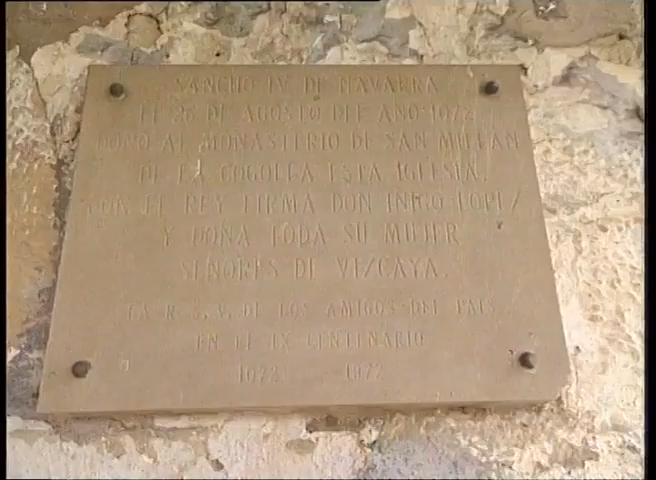 SANCHO IV DE NAVARRA
EL 26 DE AGOSTO DEL AÑO 1072
DONO AL MONASTERIO DE SAN MILLAN
DE LA COGOLLA ESTA IGLESIA.
CON EL REY FIRMA DON IÑIGO LOPEZ
Y DOÑA TODA SU MUJER
SEÑORES DE VIZCAYA.
LA R.S.V. DE LOS AMIGOS DEL PAIS
EN EL IX CENTENARIO
1072 1972